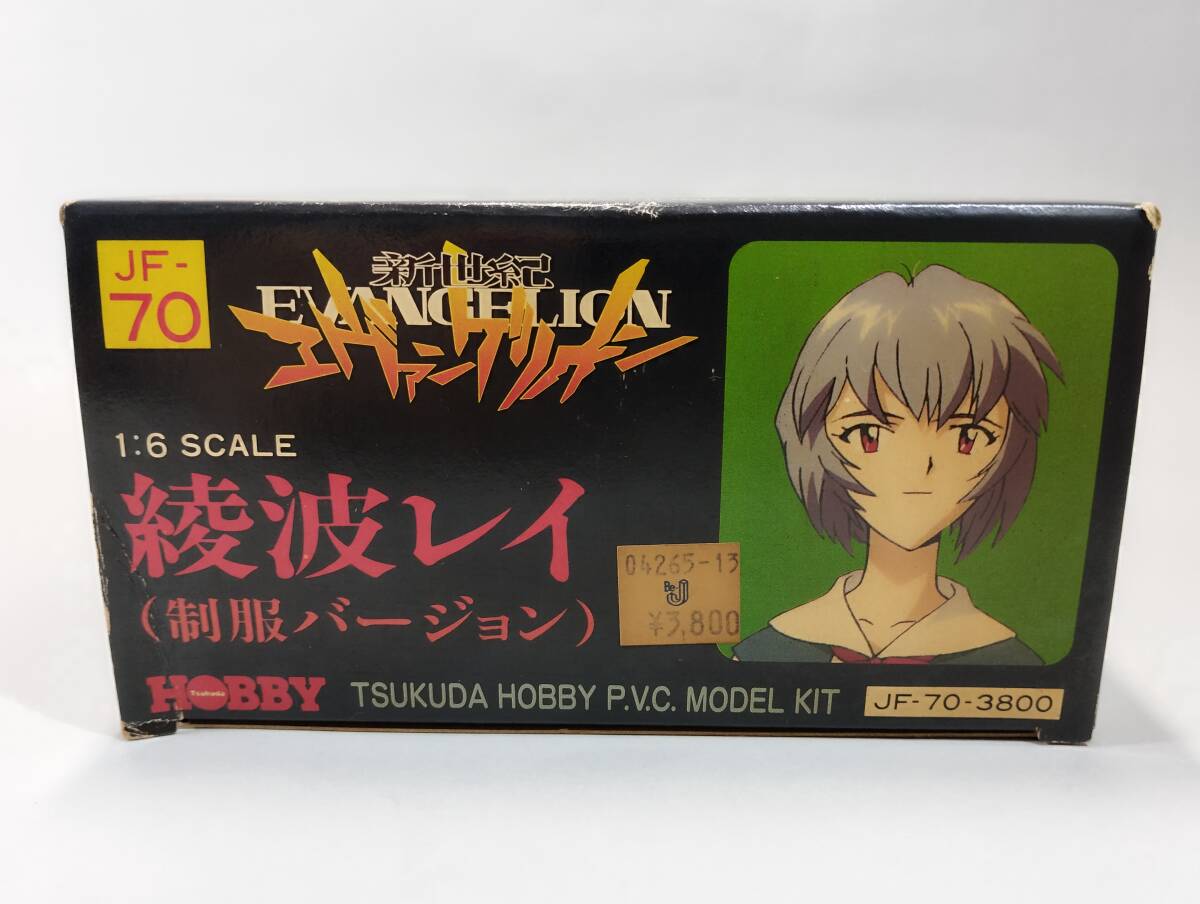 JF-
70
新世紀
EVANGELION
エヴァンゲリオン
1:6 SCALE
綾波レイ
(制服バージョン)
04265-13
Be-J
¥3,800
HOBBY
Tsukuda
TSUKUDA HOBBY P.V.C. MODEL KIT
JF-70-3800